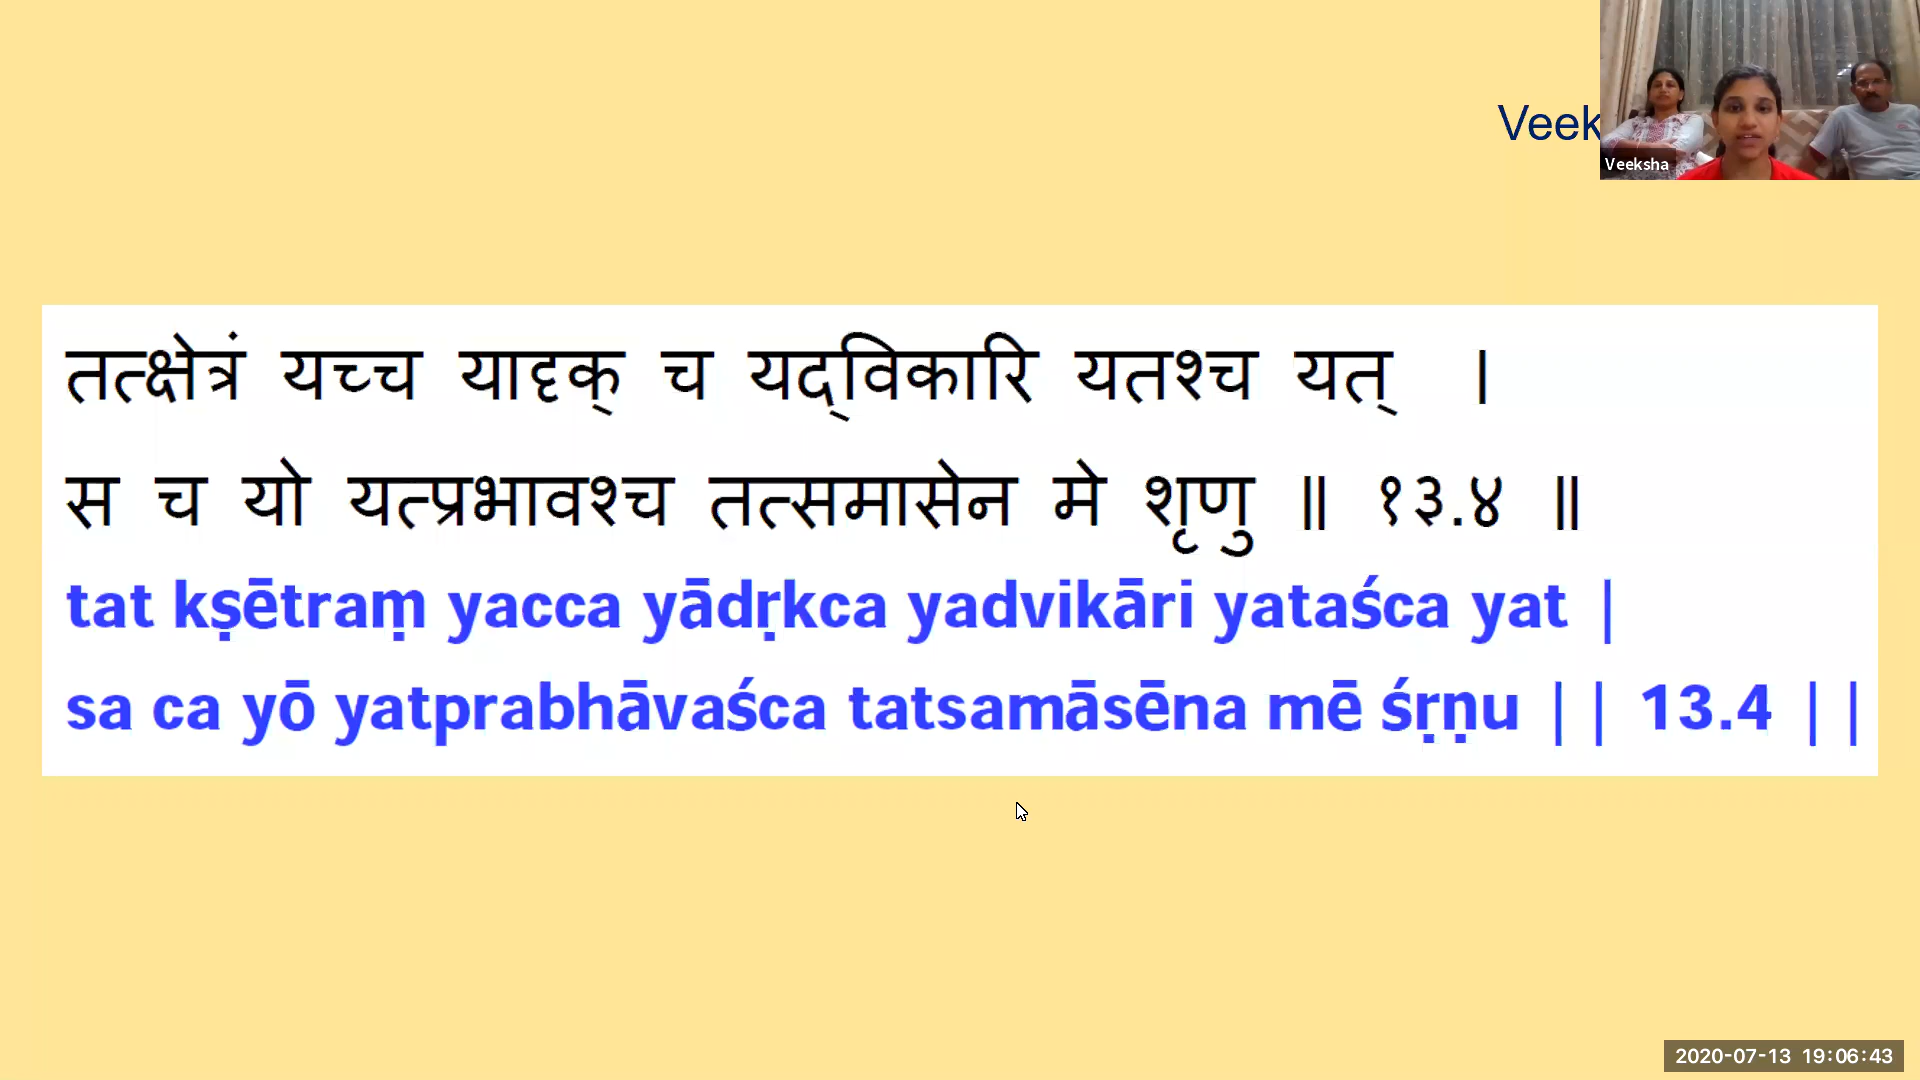 Veek
Veeksha
तत्क्षेत्रं यच्च यादृक् च यद्‌विकारि यतश्च यत् ।
स च यो यत्प्रभावश्च तत्समासेन मे शृणु ॥ १३.४ ॥
tat kṣētraṃ yacca yādṛkca yadvikāri yataśca yat |
sa ca yō yatprabhāvaśca tatsamāsēna mē śṛṇu || 13.4 ||
2020-07-13 19:06:43